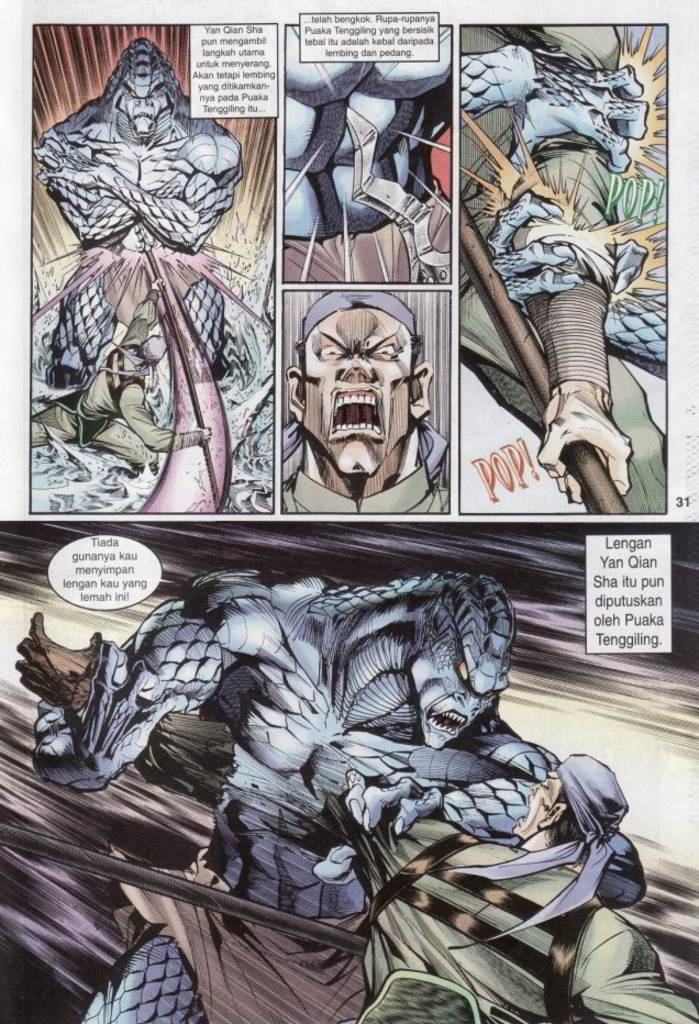 Yan Qian Sha
pun mengambil
langkah utama
untuk menyerang.
Akan tetapi lembing
yang ditikamkan-
nya pada Puaka
Tenggiling itu...
...telah bengkok. Rupa-rupanya
Puaka Tenggiling yang bersisik
tebal itu adalah kebal daripada
lembing dan pedang.
POP!
POP!
31
Tiada
gunanya kau
menyimpan
lengan kau yang
lemah ini!
Lengan
Yan Qian
Sha itu pun
diputuskan
oleh Puaka
Tenggiling.